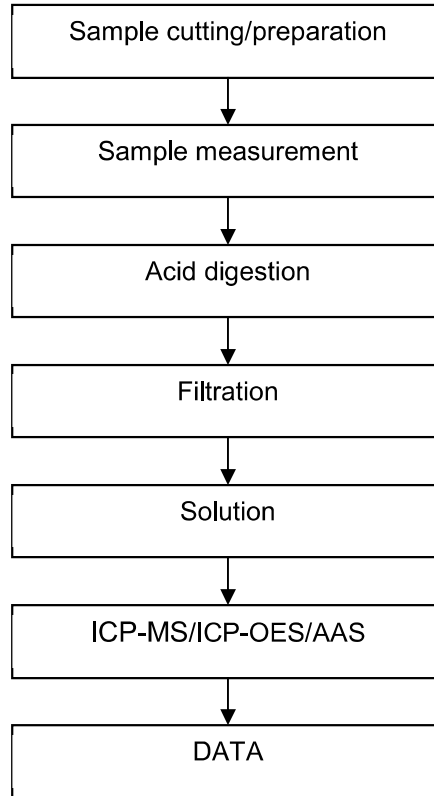 Sample cutting/preparation
Sample measurement
Acid digestion
Filtration
Solution
ICP-MS/ICP-OES/AAS
DATA